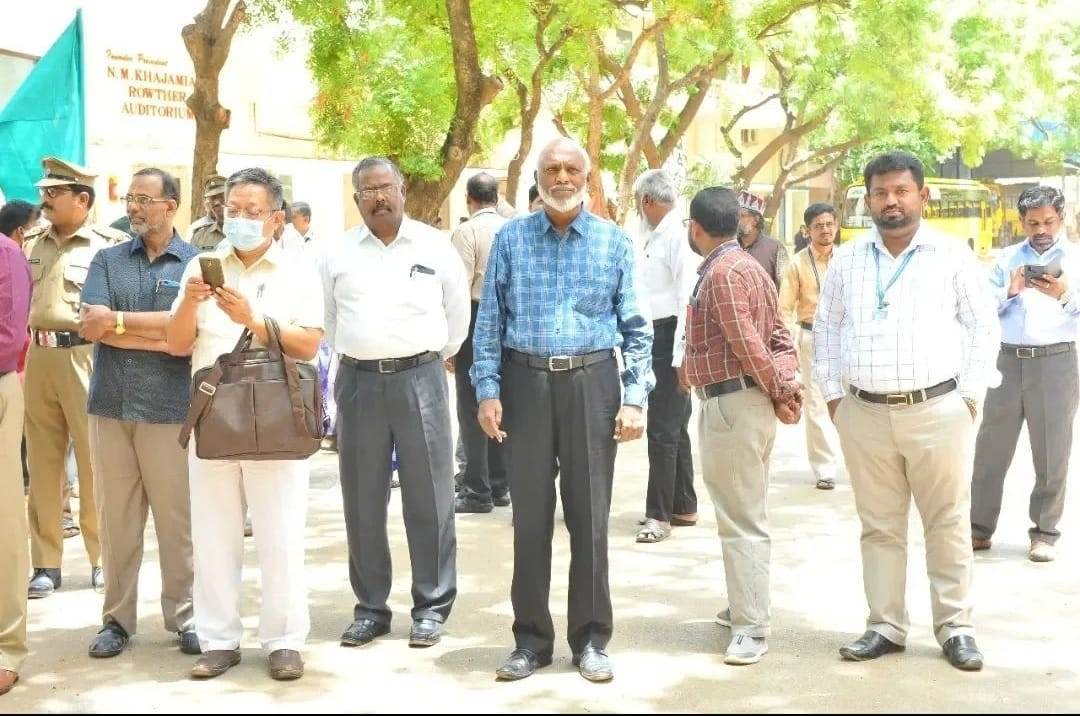 Founder President
N.M.KHAJAMIA
ROWTHER
AUDITORIUM